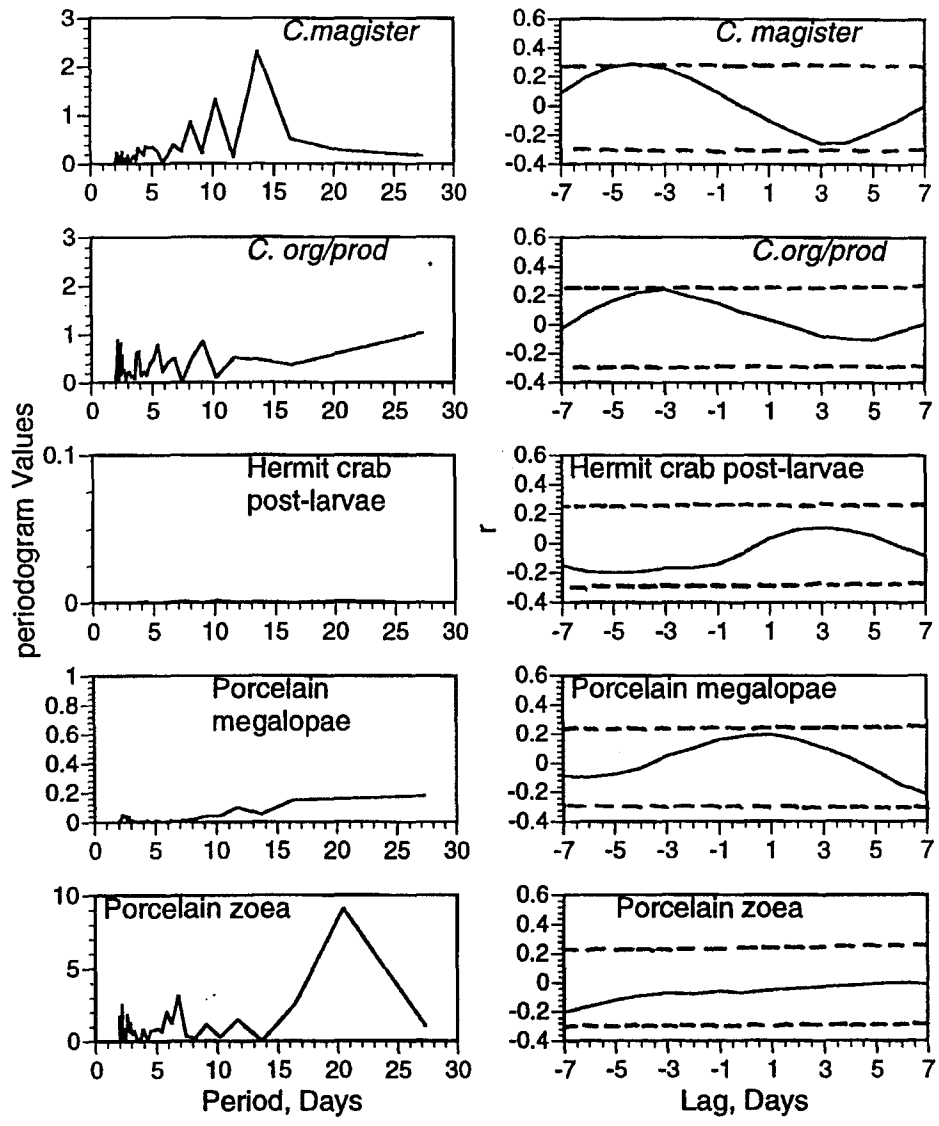 C.magister
3
2
1
0
0 5 10 15 20 25 30
C. magister
0.6
0.4
0.2
0
-0.2
-0.4
-7 -5 -3 -1 1 3 5 7
C. org/prod
3
2
1
0
0 5 10 15 20 25 30
C.org/prod
0.6
0.4
0.2
0
-0.2
-0.4
-7 -5 -3 -1 1 3 5 7
periodogram Values
Hermit crab
post-larvae
0.1
0
0 5 10 15 20 25 30
r
Hermit crab post-larvae
0.6
0.4
0.2
0
-0.2
-0.4
-7 -5 -3 -1 1 3 5 7
Porcelain
megalopae
1
0.8
0.6
0.4
0.2
0
0 5 10 15 20 25 30
Porcelain megalopae
0.6
0.4
0.2
0
-0.2
-0.4
-7 -5 -3 -1 1 3 5 7
Porcelain zoea
10
5
0
0 5 10 15 20 25 30
Period, Days
Porcelain zoea
0.6
0.4
0.2
0
-0.2
-0.4
-7 -5 -3 -1 1 3 5 7
Lag, Days